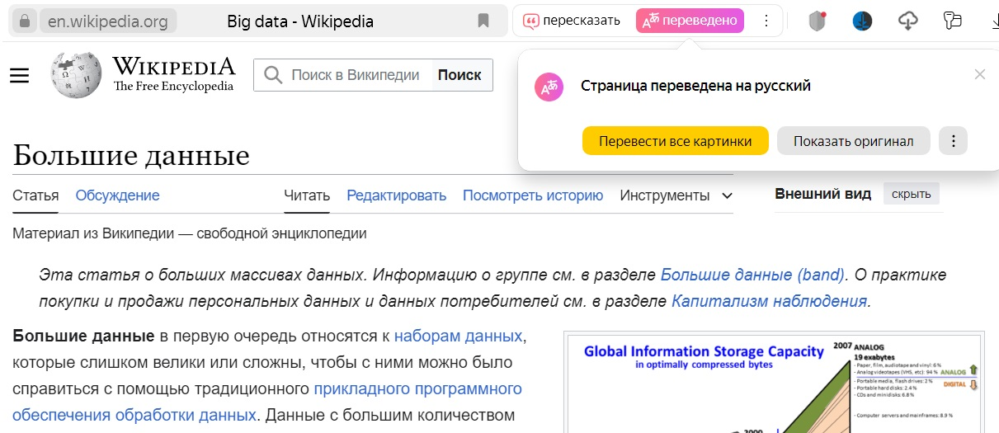 en.wikipedia.org
Big data - Wikipedia
пересказать
переведено
WIKIPEDIA
The Free Encyclopedia
Поиск в Википедии
Поиск
Страница переведена на русский
Перевести все картинки
Показать оригинал
Большие данные
Статья
Обсуждение
Читать
Редактировать
Посмотреть историю
Инструменты
Внешний вид
скрыть
Материал из Википедии — свободной энциклопедии
Эта статья о больших массивах данных. Информацию о группе см. в разделе Большие данные (band). О практике
покупки и продажи персональных данных и данных потребителей см. в разделе Капитализм наблюдения.
Большие данные в первую очередь относятся к наборам данных,
которые слишком велики или сложны, чтобы с ними можно было
справиться с помощью традиционного прикладного программного
обеспечения обработки данных. Данные с большим количеством
Global Information Storage Capacity
in optimally compressed bytes
2007 ANALOG
19 exabytes
- Paper, film, audiotape and vinyl: 6 %
- Analog videotapes (VHS, etc): 94 %
ANALOG
- Portable media, flash drives: 2 %
DIGITAL
- Portable hard disks: 2.4 %
- CDs and minidisks: 6.8 %
- Computer servers and mainframes: 8.9 %
2000